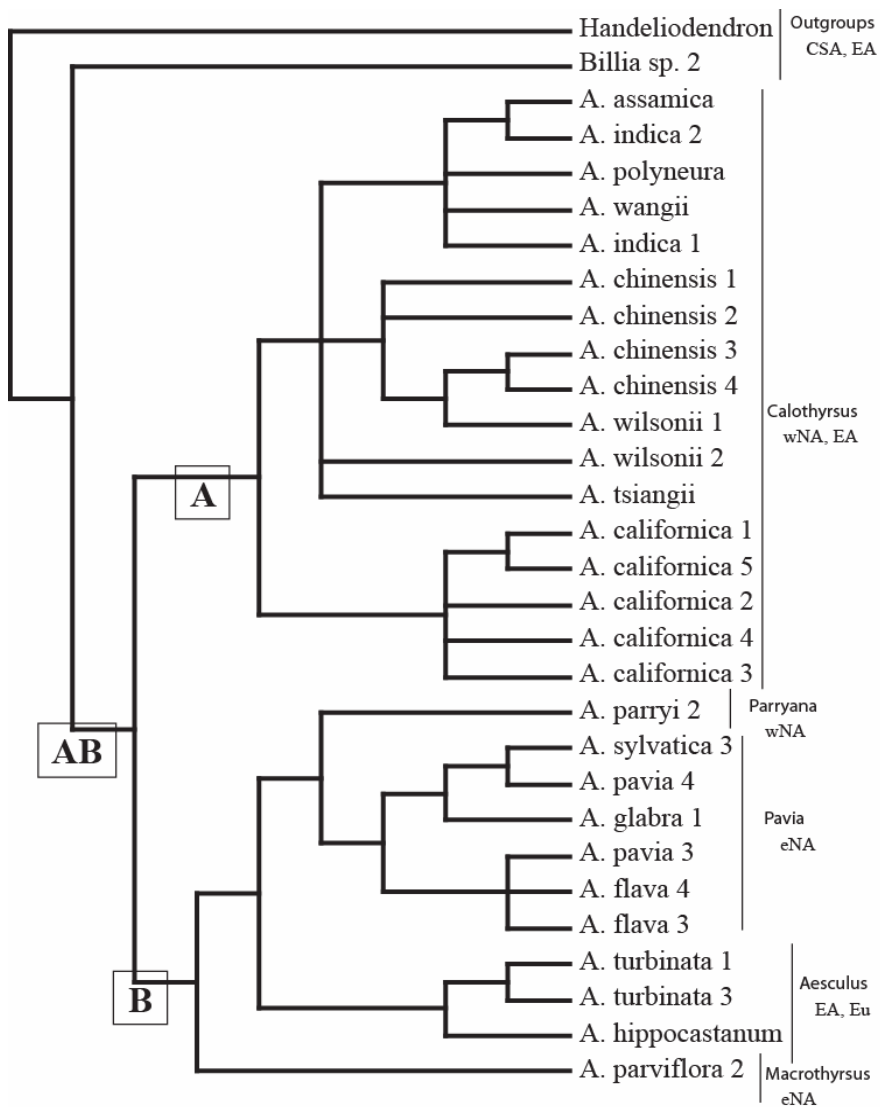 Handeliodendron
Billia sp. 2
Outgroups
CSA, EA
A. assamica
A. indica 2
A. polyneura
A. wangii
A. indica 1
A. chinensis 1
A. chinensis 2
A. chinensis 3
A. chinensis 4
A. wilsonii 1
A. wilsonii 2
A. tsiangii
A. californica 1
A. californica 5
A. californica 2
A. californica 4
A. californica 3
Calothyrsus
wNA, EA
A. parryi 2
Parryana
wNA
A. sylvatica 3
A. pavia 4
A. glabra 1
A. pavia 3
A. flava 4
A. flava 3
Pavia
eNA
A. turbinata 1
A. turbinata 3
A. hippocastanum
Aesculus
EA, Eu
A. parviflora 2
Macrothyrsus
eNA
A
AB
B